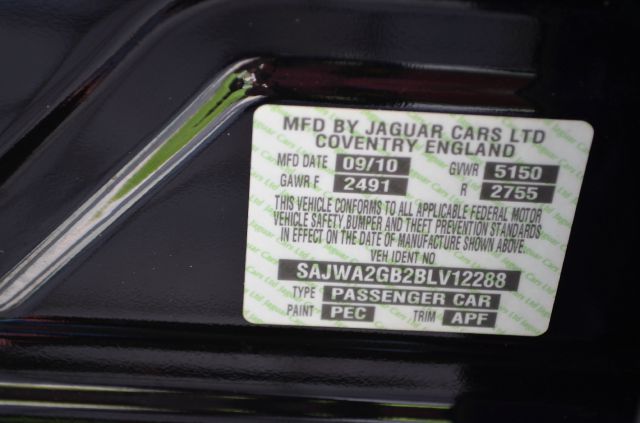 MFD BY JAGUAR CARS LTD
COVENTRY ENGLAND
MFD DATE 09/10 GVWR 5150
GAWR F 2491 R 2755
THIS VEHICLE CONFORMS TO ALL APPLICABLE FEDERAL MOTOR
VEHICLE SAFETY, BUMPER AND THEFT PREVENTION STANDARDS
IN EFFECT ON THE DATE OF MANUFACTURE SHOWN ABOVE.
VEH IDENT NO
SAJWA2GB2BLV12288
TYPE PASSENGER CAR
PAINT PEC TRIM APF